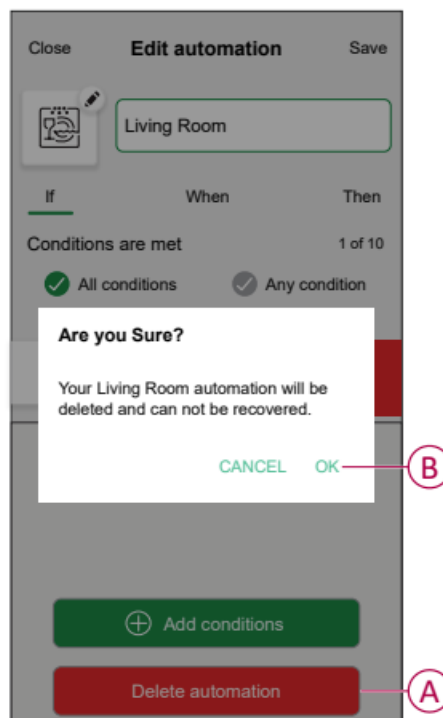 Close Edit automation Save
Living Room
If When Then
Conditions are met 1 of 10
All conditions Any condition
Are you Sure?
Your Living Room automation will be
deleted and can not be recovered.
CANCEL OK B
Add conditions
Delete automation A